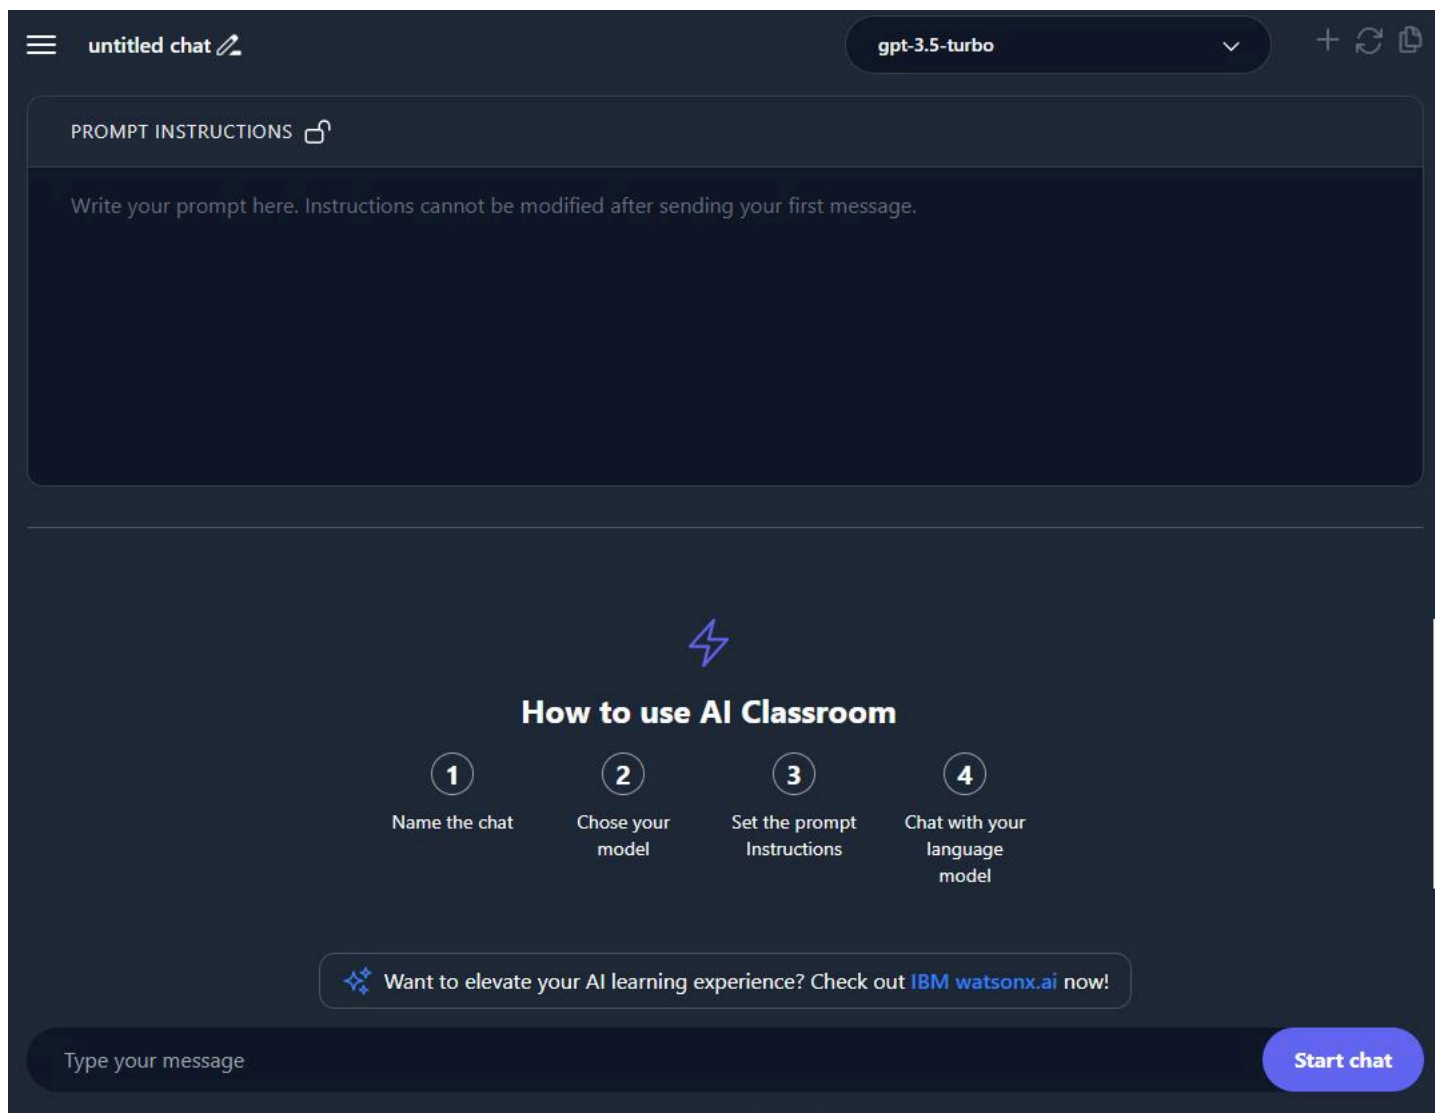 untitled chat
gpt-3.5-turbo
PROMPT INSTRUCTIONS
Write your prompt here. Instructions cannot be modified after sending your first message.
How to use AI Classroom
1
Name the chat
2
Chose your
model
3
Set the prompt
Instructions
4
Chat with your
language
model
Want to elevate your AI learning experience? Check out IBM watsonx.ai now!
Type your message
Start chat